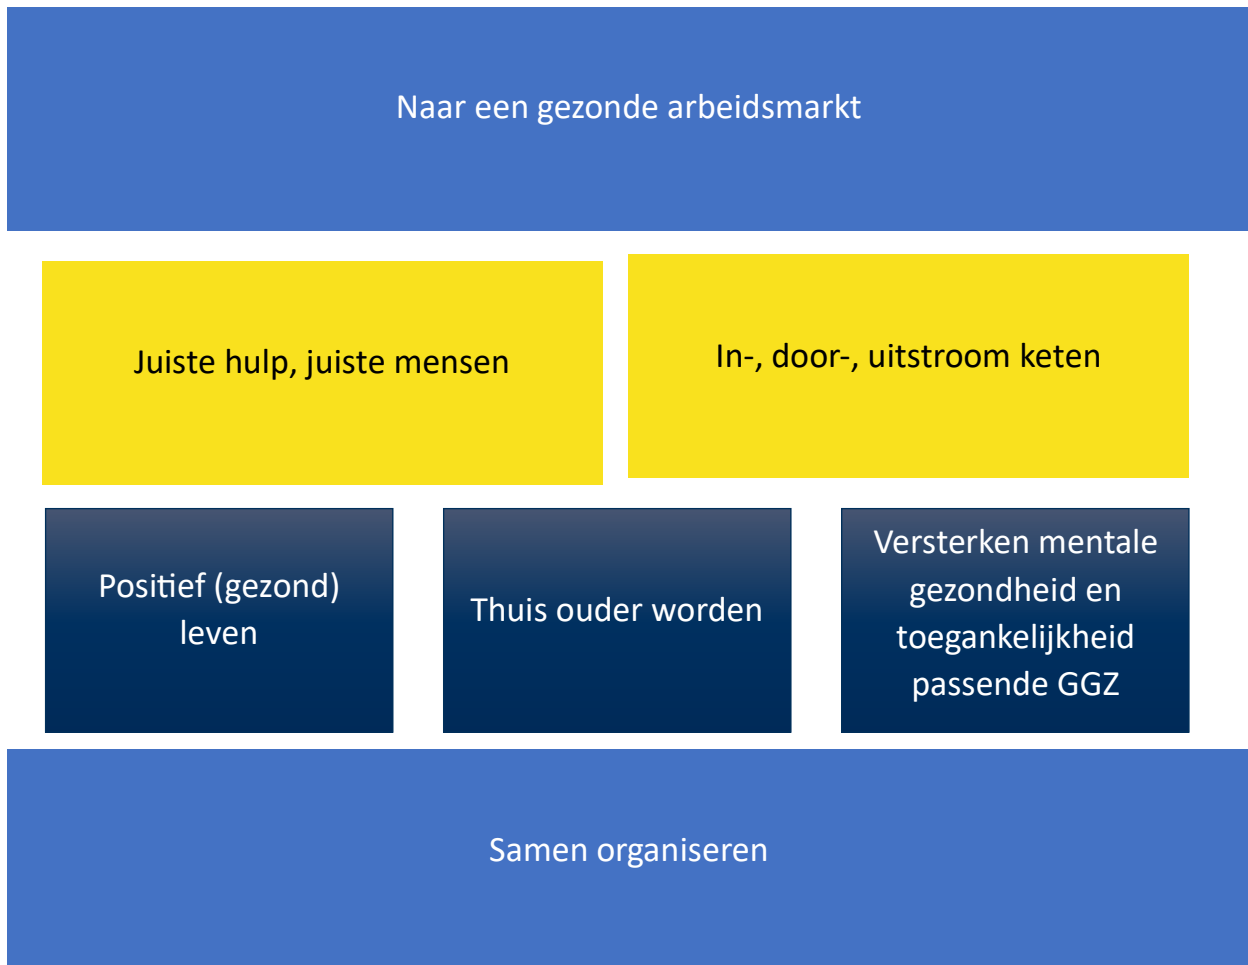 Naar een gezonde arbeidsmarkt
Juiste hulp, juiste mensen
In-, door-, uitstroom keten
Positief (gezond)
leven
Thuis ouder worden
Versterken mentale
gezondheid en
toegankelijkheid
passende GGZ
Samen organiseren